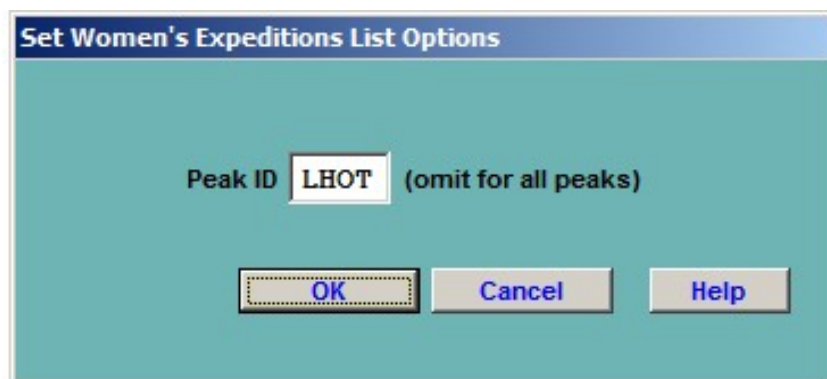 Set Women's Expeditions List Options
Peak ID LHOT (omit for all peaks)
OK Cancel Help